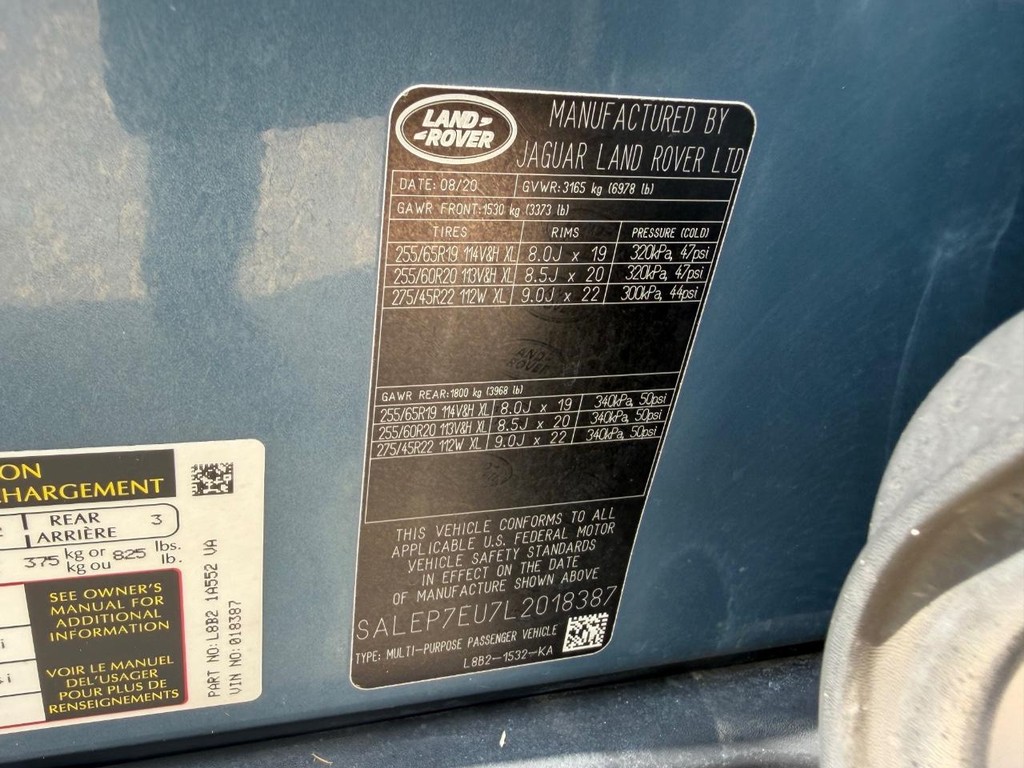 LAND ROVER
MANUFACTURED BY
JAGUAR LAND ROVER LTD
DATE: 08/20 GVWR: 3165 kg (6978 lb)
GAWR FRONT: 1530 kg (3373 lb)
TIRES RIMS PRESSURE (COLD)
255/65R19 114V&H XL 8.0J x 19 320kPa, 47psi
255/60R20 113V&H XL 8.5J x 20 320kPa, 47psi
275/45R22 112W XL 9.0J x 22 300kPa, 44psi
GAWR REAR: 1800 kg (3968 lb)
255/65R19 114V&H XL 8.0J x 19 340kPa, 50psi
255/60R20 113V&H XL 8.5J x 20 340kPa, 50psi
275/45R22 112W XL 9.0J x 22 340kPa, 50psi
THIS VEHICLE CONFORMS TO ALL
APPLICABLE U.S. FEDERAL MOTOR
VEHICLE SAFETY STANDARDS
IN EFFECT ON THE DATE
OF MANUFACTURE SHOWN ABOVE
SALEP7EU7L2018387
TYPE: MULTI-PURPOSE PASSENGER VEHICLE
L8B2-1532-KA
ON
HARGEMENT
REAR 3
ARRIÈRE
375 kg or 825 lbs.
kg ou lb.
SEE OWNER'S
MANUAL FOR
ADDITIONAL
INFORMATION
VOIR LE MANUEL
DEL'USAGER
POUR PLUS DE
RENSEIGNEMENTS
PART NO: L8B2 1A552 VA
VIN NO: 018387